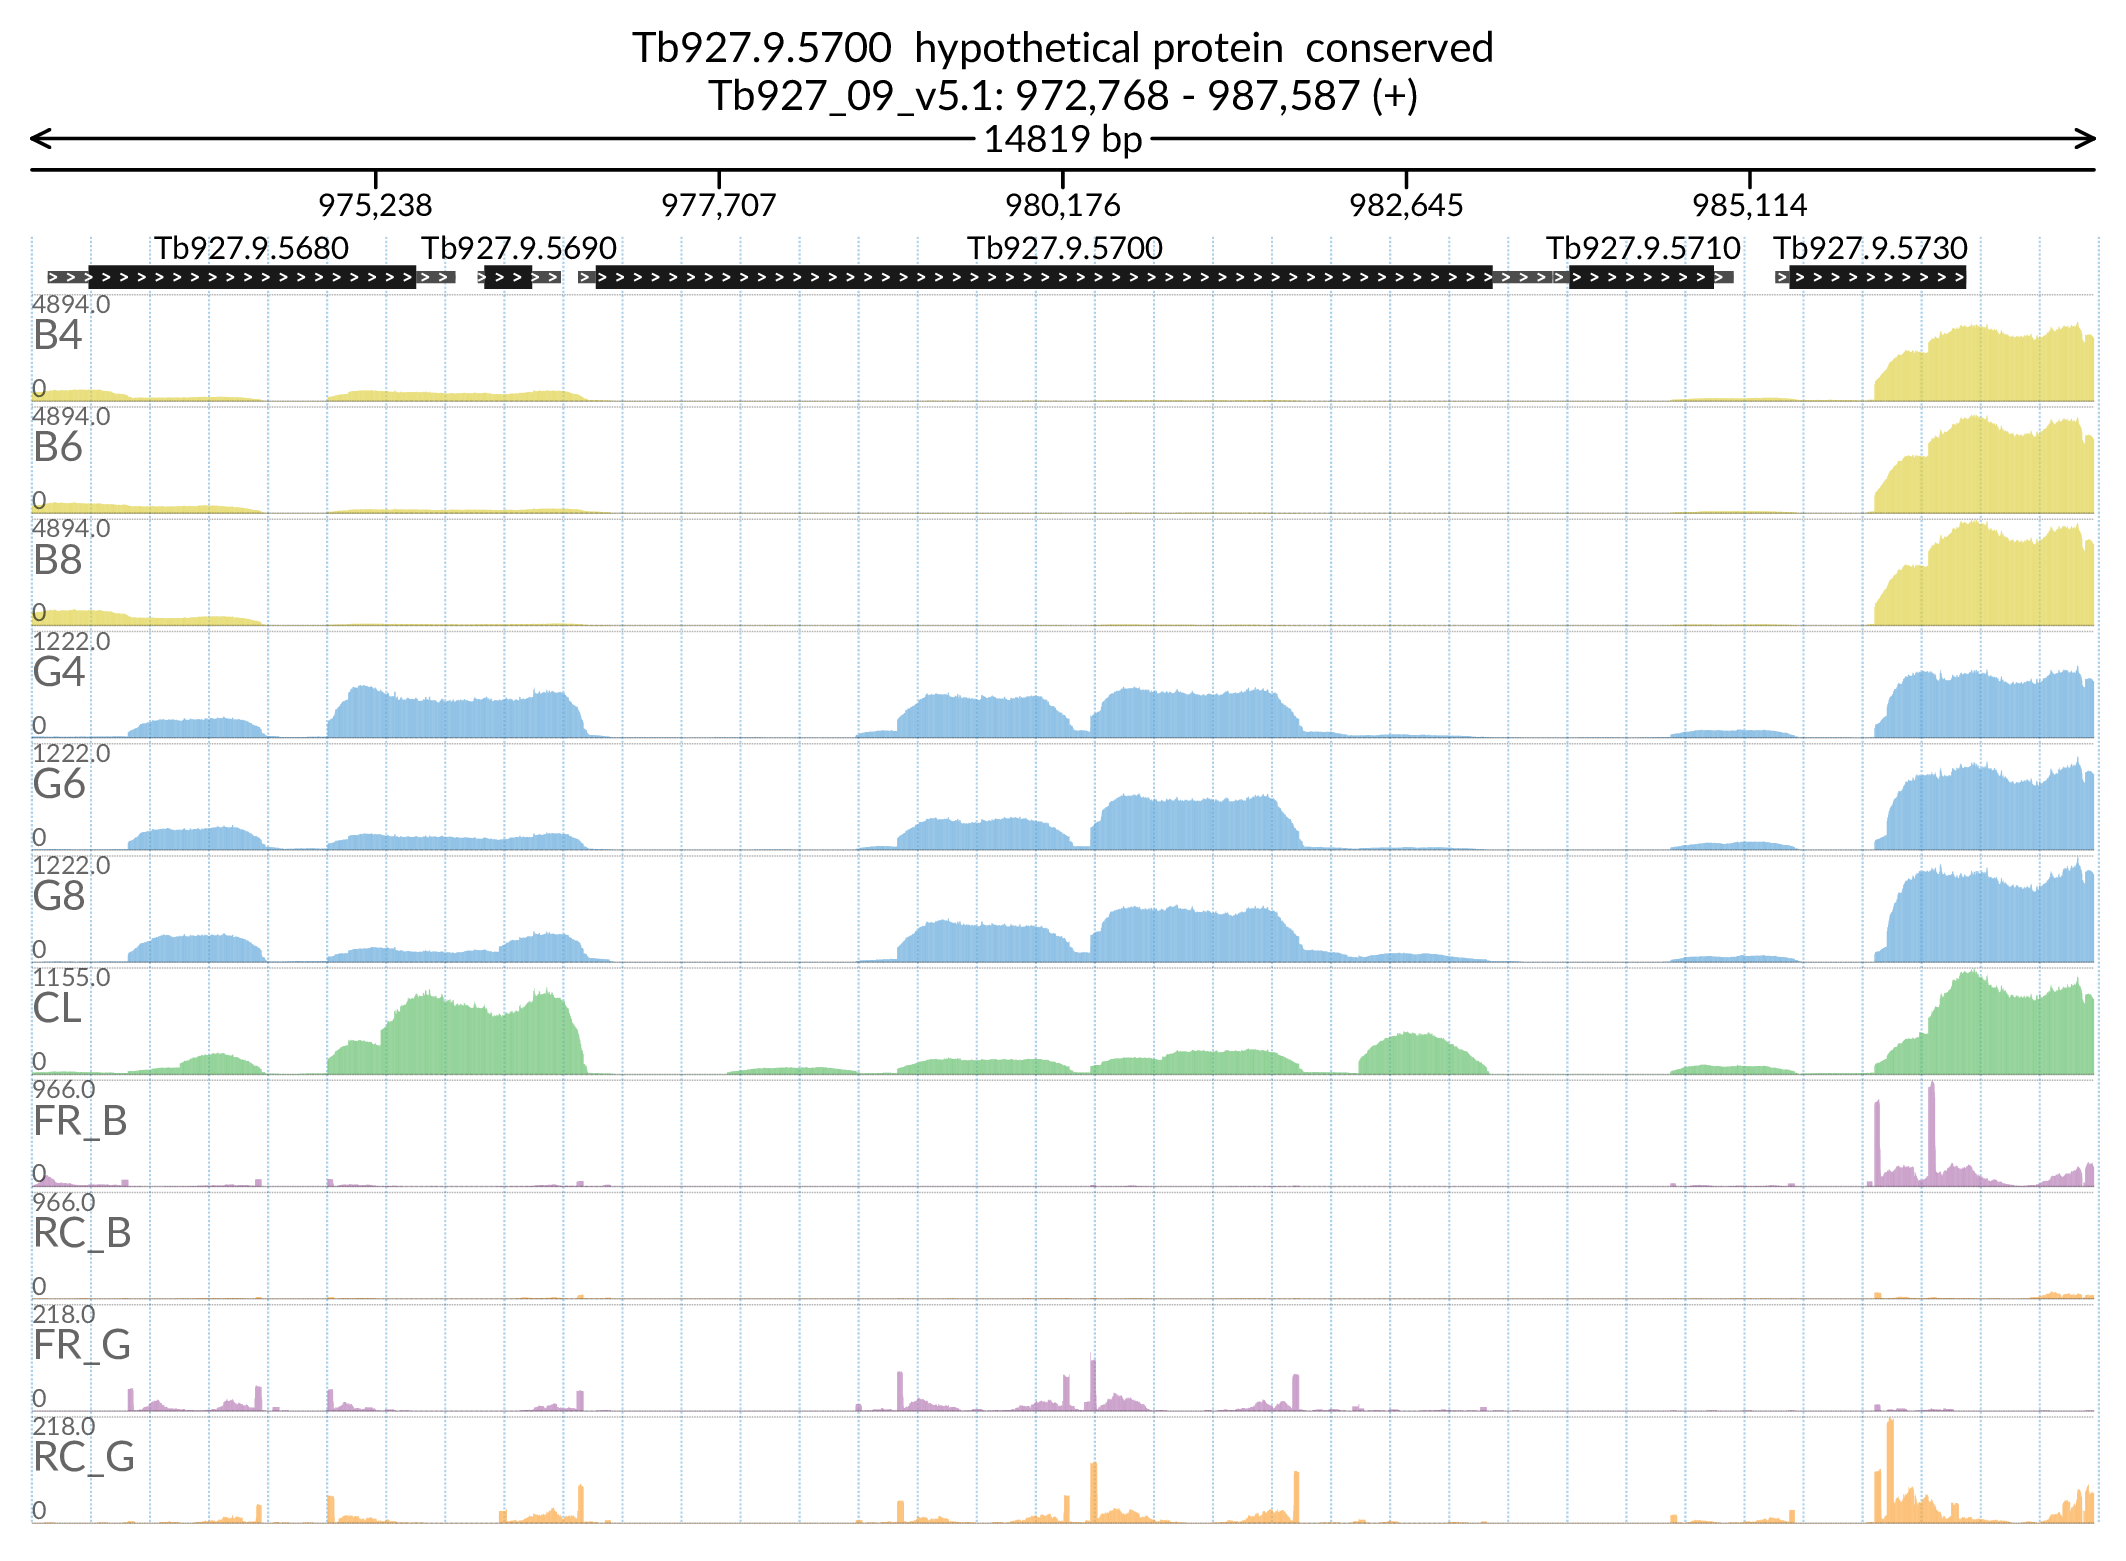 Tb927.9.5700 hypothetical protein conserved
Tb927_09_v5.1: 972,768 - 987,587 (+)
14819 bp
975,238 977,707 980,176 982,645 985,114
Tb927.9.5680 Tb927.9.5690 Tb927.9.5700 Tb927.9.5710 Tb927.9.5730
4894.0
B4
0
4894.0
B6
0
4894.0
B8
0
1222.0
G4
0
1222.0
G6
0
1222.0
G8
0
1155.0
CL
0
966.0
FR_B
0
966.0
RC_B
0
218.0
FR_G
0
218.0
RC_G
0